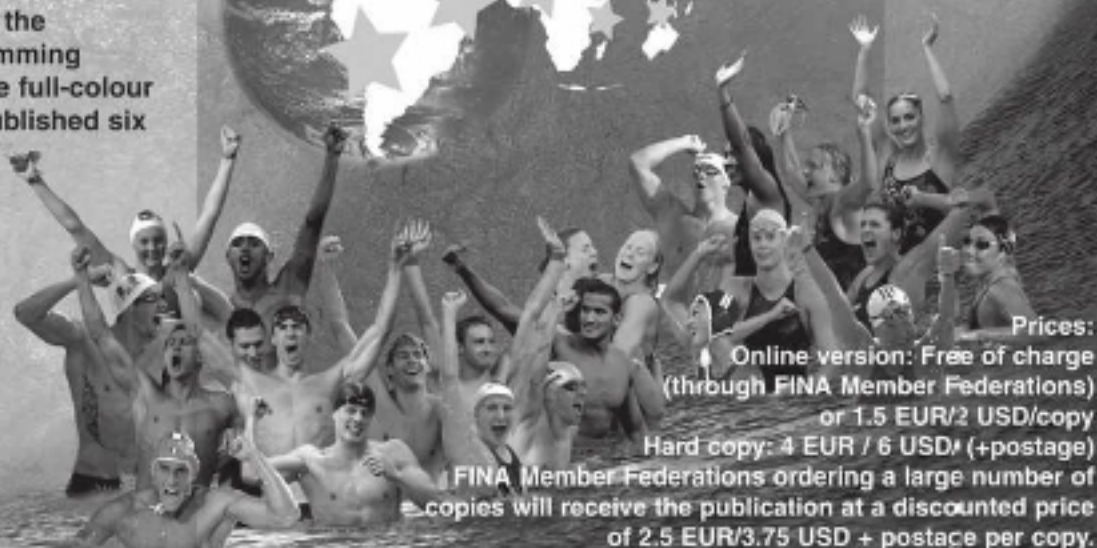 the
mming
e full-colour
blished six
Prices:
Online version: Free of charge
(through FINA Member Federations)
or 1.5 EUR/2 USD/copy
Hard copy: 4 EUR / 6 USD (+postage)
FINA Member Federations ordering a large number of
copies will receive the publication at a discounted price
of 2.5 EUR/3.75 USD + postage per copy.